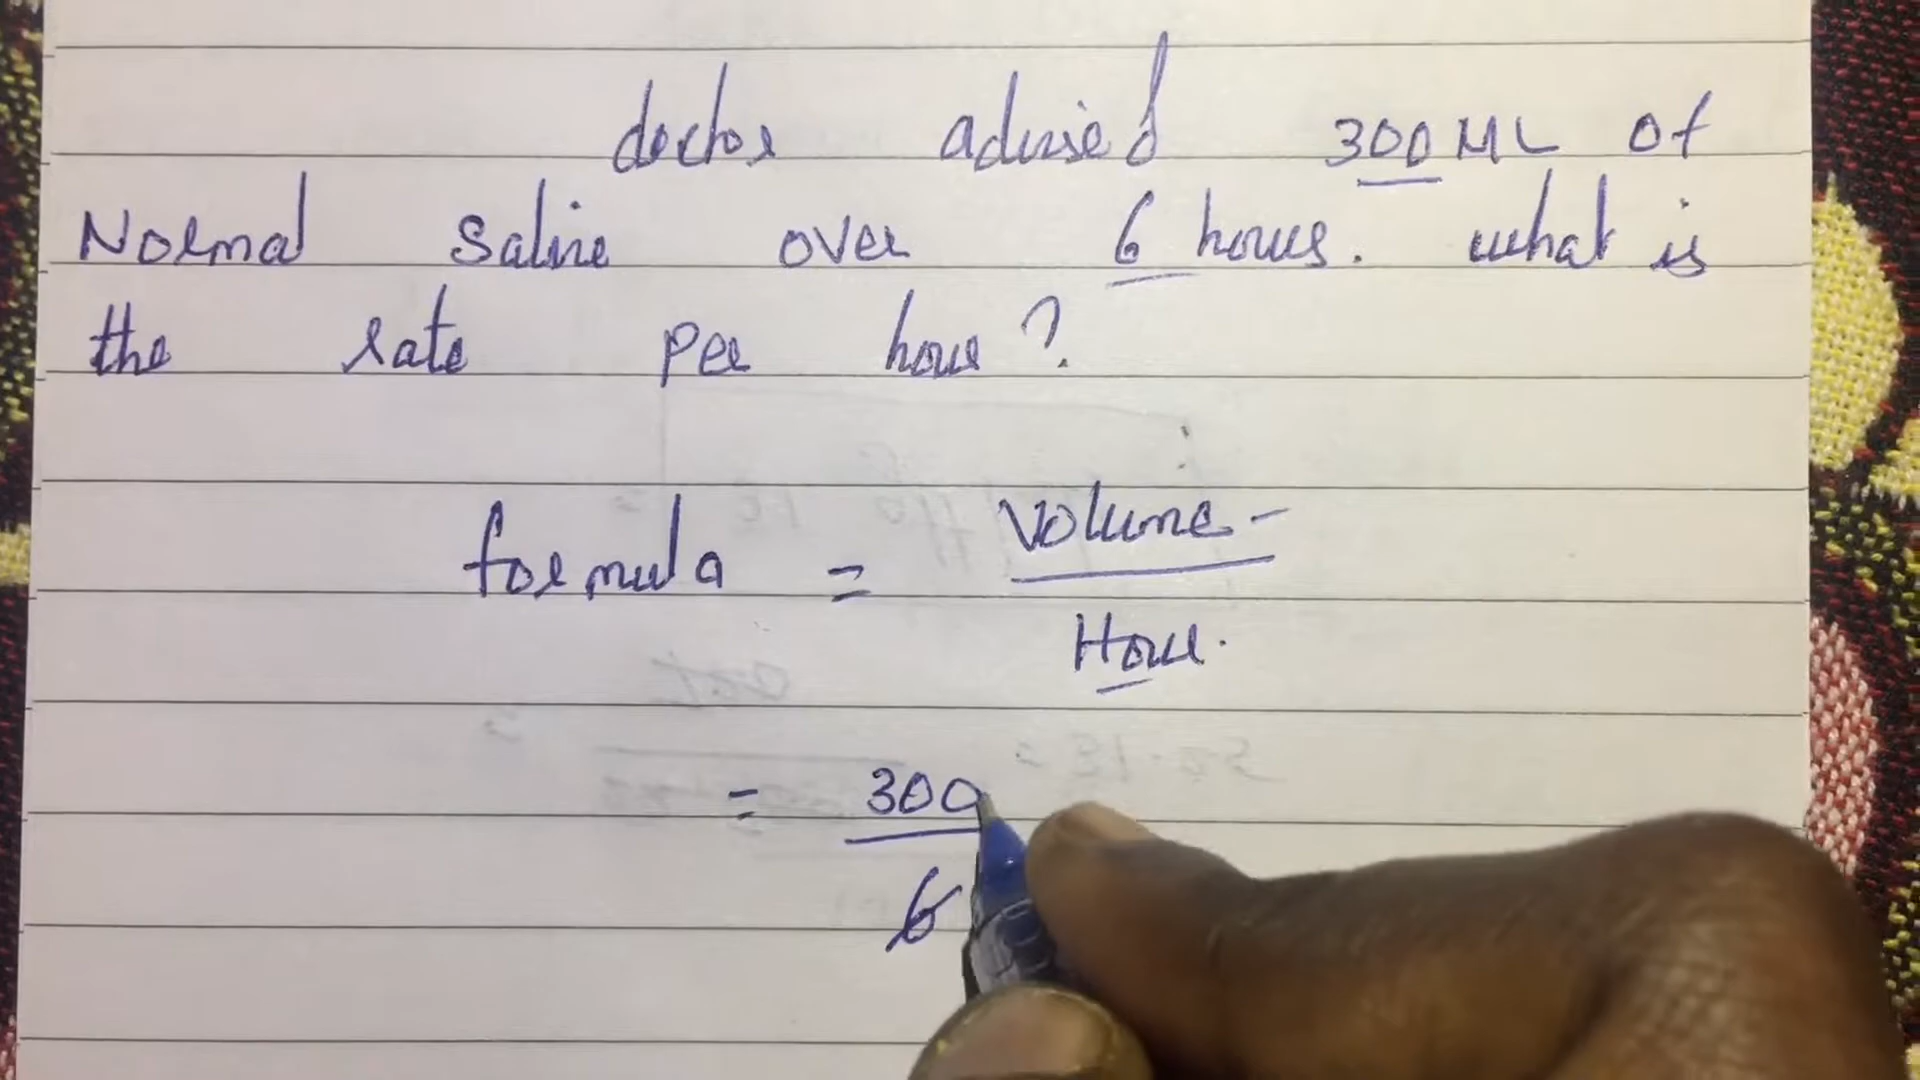 doctor advised 300 ML of
Normal Saline over 6 hours. what is
the rate per hour?
formula = Volume
Hour.
= 300
6